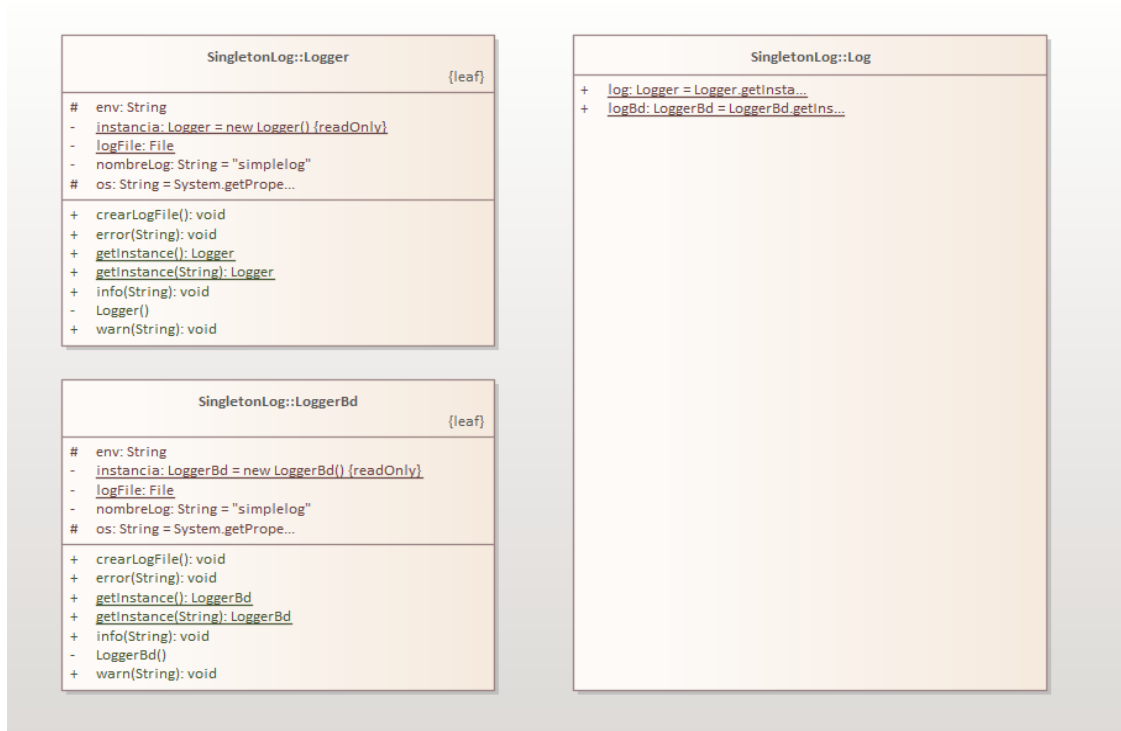 SingletonLog::Logger
{leaf}
# env: String
- instancia: Logger = new Logger() {readOnly}
- logFile: File
- nombreLog: String = "simplelog"
# os: String = System.getPrope...
+ crearLogFile(): void
+ error(String): void
+ getInstance(): Logger
+ getInstance(String): Logger
+ info(String): void
- Logger()
+ warn(String): void
SingletonLog::LoggerBd
{leaf}
# env: String
- instancia: LoggerBd = new LoggerBd() {readOnly}
- logFile: File
- nombreLog: String = "simplelog"
# os: String = System.getPrope...
+ crearLogFile(): void
+ error(String): void
+ getInstance(): LoggerBd
+ getInstance(String): LoggerBd
+ info(String): void
- LoggerBd()
+ warn(String): void
SingletonLog::Log
+ log: Logger = Logger.getInsta...
+ logBd: LoggerBd = LoggerBd.getIns...